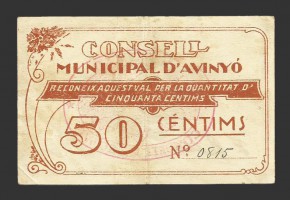 CONSELL
MUNICIPAL D'AVINYÓ
RECONEIX AQUEST VAL PER LA QUANTITAT D'
CINQUANTA CENTIMS
50 CÉNTIMS
Nº 0815